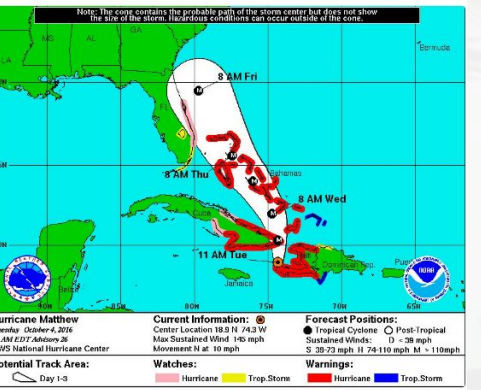 Note: The cone contains the probable path of the storm center but does not show
the size of the storm. Hazardous conditions can occur outside of the cone.
MS
AL
GA
LA
Bermuda
8 AM Fri
FL
8 AM Thu
Bahamas
8 AM Wed
Cuba
11 AM Tue
Haiti
Dominican Rep.
Jamaica
Belize
NOAA
85W
80W
75W
70W
65W
urricane Matthew
uesday October 4, 2016
AM EDT Advisory 26
WS National Hurricane Center
Current Information:
Center Location 18.9 N 74.3 W
Max Sustained Wind 145 mph
Movement N at 10 mph
Forecast Positions:
Tropical Cyclone Post-Tropical
Sustained Winds: D < 39 mph
S 39-73 mph H 74-110 mph M > 110mph
otential Track Area:
Day 1-3
Watches:
Hurricane Trop.Storm
Warnings:
Hurricane Trop.Storm